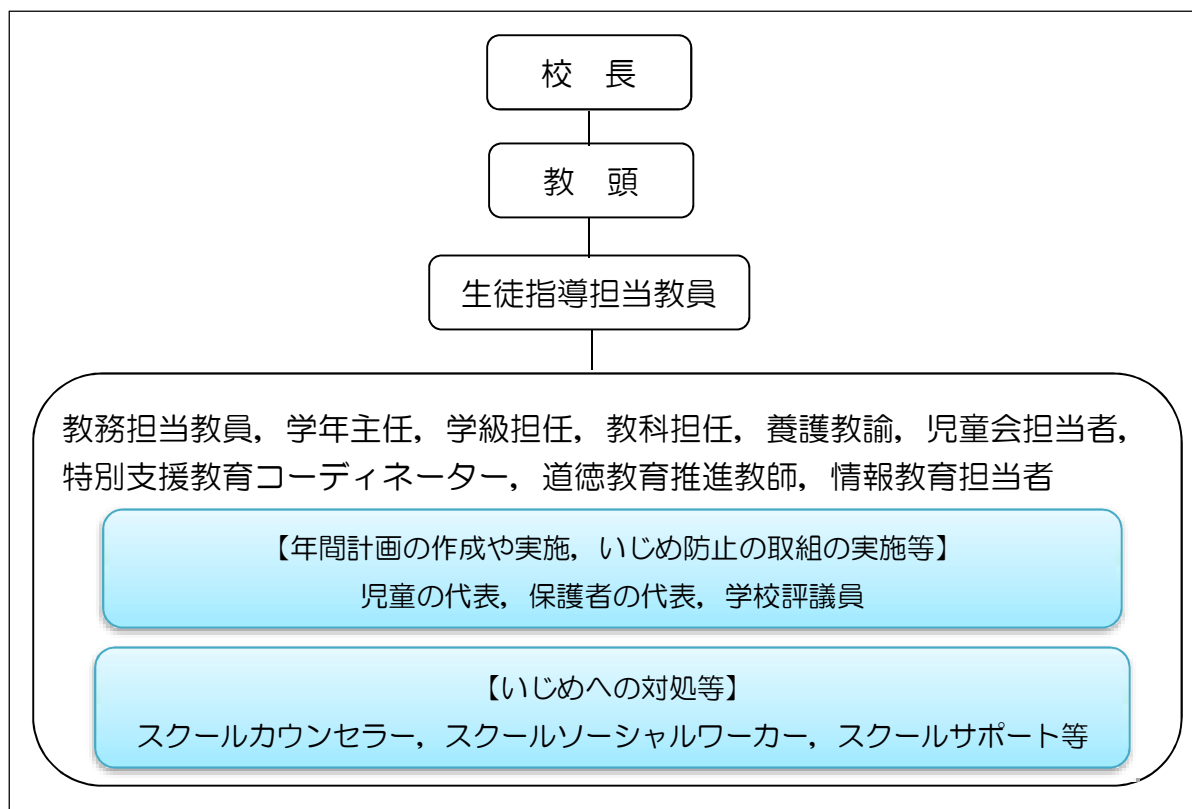 校　長
教　頭
生徒指導担当教員
教務担当教員，学年主任，学級担任，教科担任，養護教諭，児童会担当者，
特別支援教育コーディネーター，道徳教育推進教師，情報教育担当者
【年間計画の作成や実施，いじめ防止の取組の実施等】
児童の代表，保護者の代表，学校評議員
【いじめへの対処等】
スクールカウンセラー，スクールソーシャルワーカー，スクールサポート等